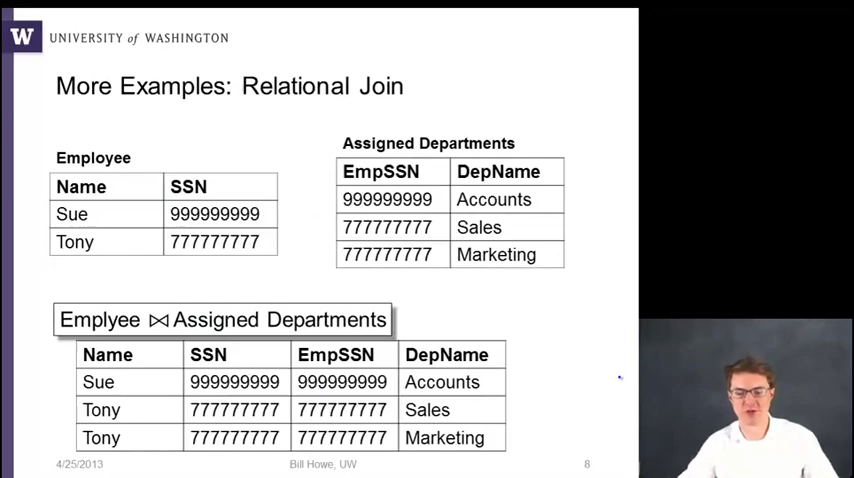 W UNIVERSITY of WASHINGTON
More Examples: Relational Join
Employee
Name SSN
Sue 999999999
Tony 777777777
Assigned Departments
EmpSSN DepName
999999999 Accounts
777777777 Sales
777777777 Marketing
Emplyee ⋈ Assigned Departments
Name SSN EmpSSN DepName
Sue 999999999 999999999 Accounts
Tony 777777777 777777777 Sales
Tony 777777777 777777777 Marketing
4/25/2013 Bill Howe, UW 8